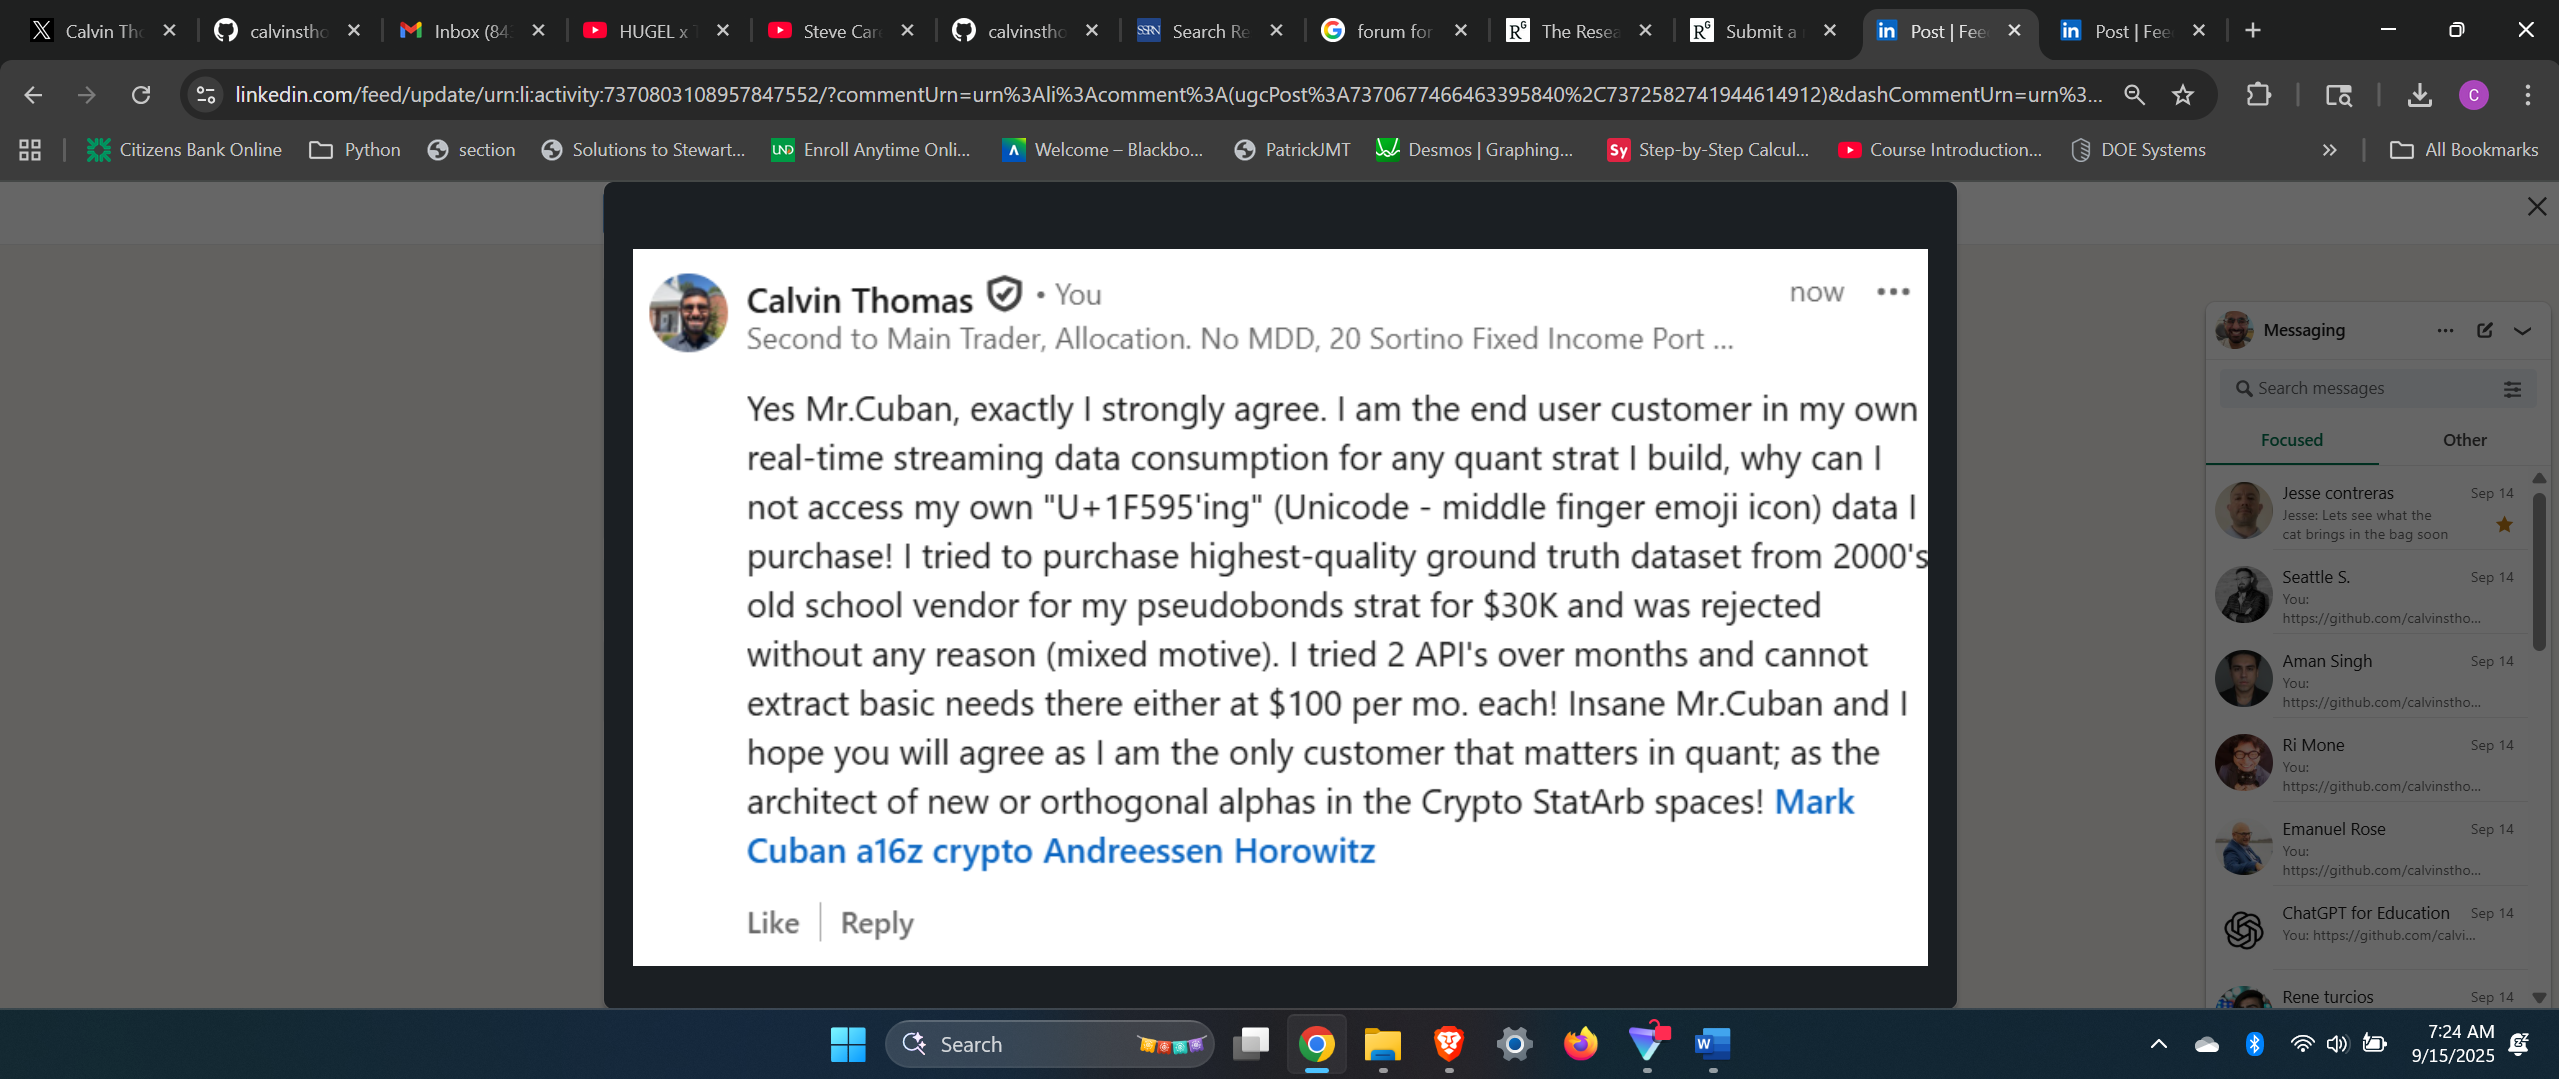 Calvin Th
calvinstho
Inbox (84
HUGEL x
Steve Car
calvinstho
SSRN
Search Re
forum for
The Resea
Submit a
Post | Fee
Post | Fee
linkedin.com/feed/update/urn:li:activity:7370803108957847552/?commentUrn=urn%3Ali%3Acomment%3A(ugcPost%3A7370677466463395840%2C7372582741944614912)&dashCommentUrn=urn%3...
C
Citizens Bank Online
Python
section
Solutions to Stewart...
UND
Enroll Anytime Onli...
Welcome – Blackbo...
PatrickJMT
Desmos | Graphing...
Sy
Step-by-Step Calcul...
Course Introduction...
DOE Systems
All Bookmarks
Calvin Thomas • You
now
Second to Main Trader, Allocation. No MDD, 20 Sortino Fixed Income Port ...
Yes Mr.Cuban, exactly I strongly agree. I am the end user customer in my own
real-time streaming data consumption for any quant strat I build, why can I
not access my own "U+1F595'ing" (Unicode - middle finger emoji icon) data I
purchase! I tried to purchase highest-quality ground truth dataset from 2000's
old school vendor for my pseudobonds strat for $30K and was rejected
without any reason (mixed motive). I tried 2 API's over months and cannot
extract basic needs there either at $100 per mo. each! Insane Mr.Cuban and I
hope you will agree as I am the only customer that matters in quant; as the
architect of new or orthogonal alphas in the Crypto StatArb spaces! Mark
Cuban a16z crypto Andreessen Horowitz
Like
Reply
Messaging
Search messages
Focused
Other
Jesse contreras
Sep 14
Jesse: Lets see what the
cat brings in the bag soon
Seattle S.
Sep 14
You:
https://github.com/calvinstho...
Aman Singh
Sep 14
You:
https://github.com/calvinstho...
Ri Mone
Sep 14
You:
https://github.com/calvinstho...
Emanuel Rose
Sep 14
You:
https://github.com/calvinstho...
ChatGPT for Education
Sep 14
You: https://github.com/calvi...
Rene turcios
Sep 14
Search
7:24 AM
9/15/2025